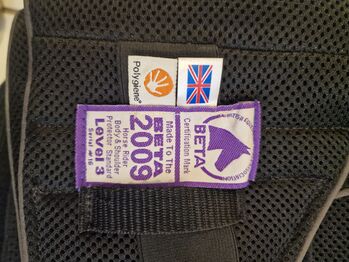 Polygiene®
Made To The
BETA
2009
Horse Rider
Body & Shoulder
Protector Standard
Level 3
BETA
Certification Mark